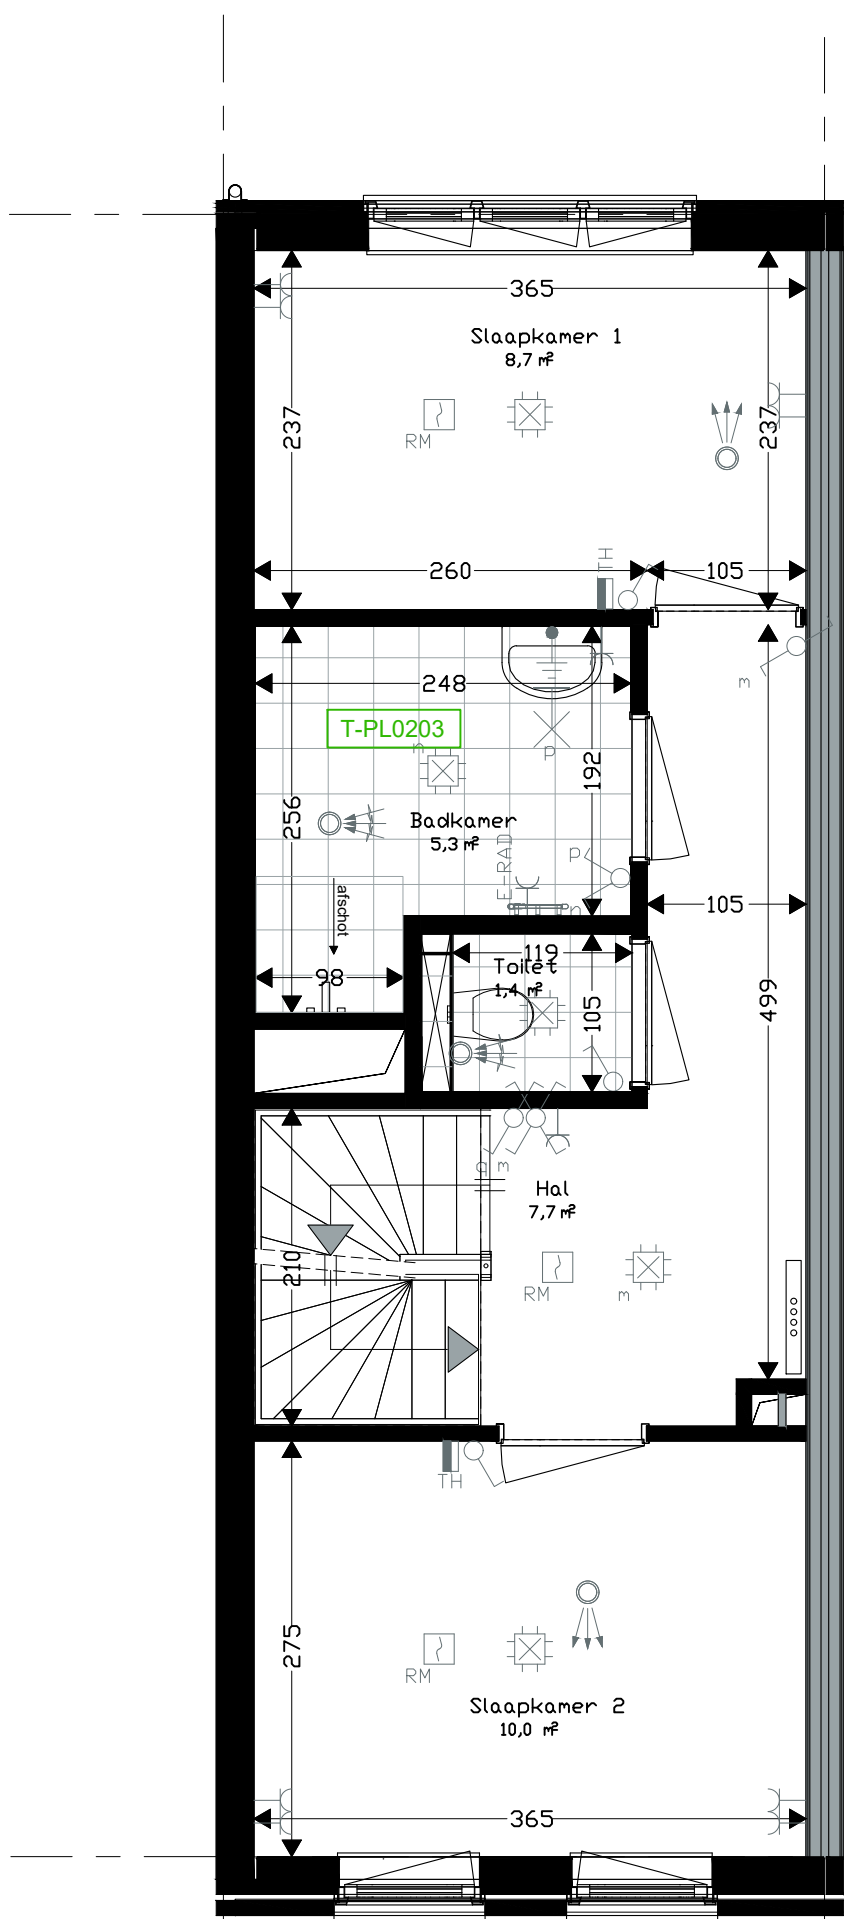 365
Slaapkamer 1
8,7 m²
237
237
RM
TH
260
105
m
248
T-PL0203
n
p
192
256
Badkamer
5,3 m²
E-RAD
p
n
afschot
105
98
119
Toilet
1,4 m²
105
499
m
Hal
7,7 m²
210
RM
m
TH
275
RM
Slaapkamer 2
10,0 m²
365